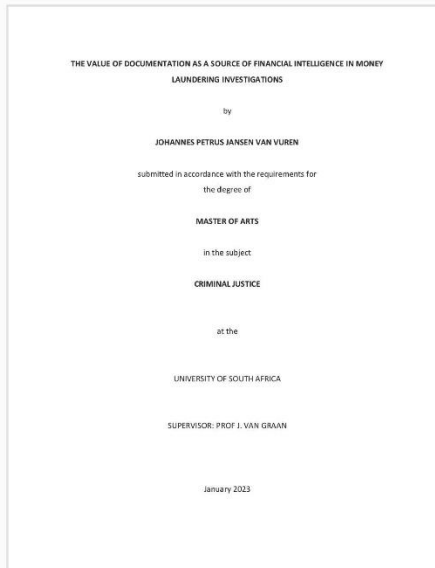 THE VALUE OF DOCUMENTATION AS A SOURCE OF FINANCIAL INTELLIGENCE IN MONEY
LAUNDERING INVESTIGATIONS
by
JOHANNES PETRUS JANSEN VAN VUREN
submitted in accordance with the requirements for
the degree of
MASTER OF ARTS
in the subject
CRIMINAL JUSTICE
at the
UNIVERSITY OF SOUTH AFRICA
SUPERVISOR: PROF J. VAN GRAAN
January 2023